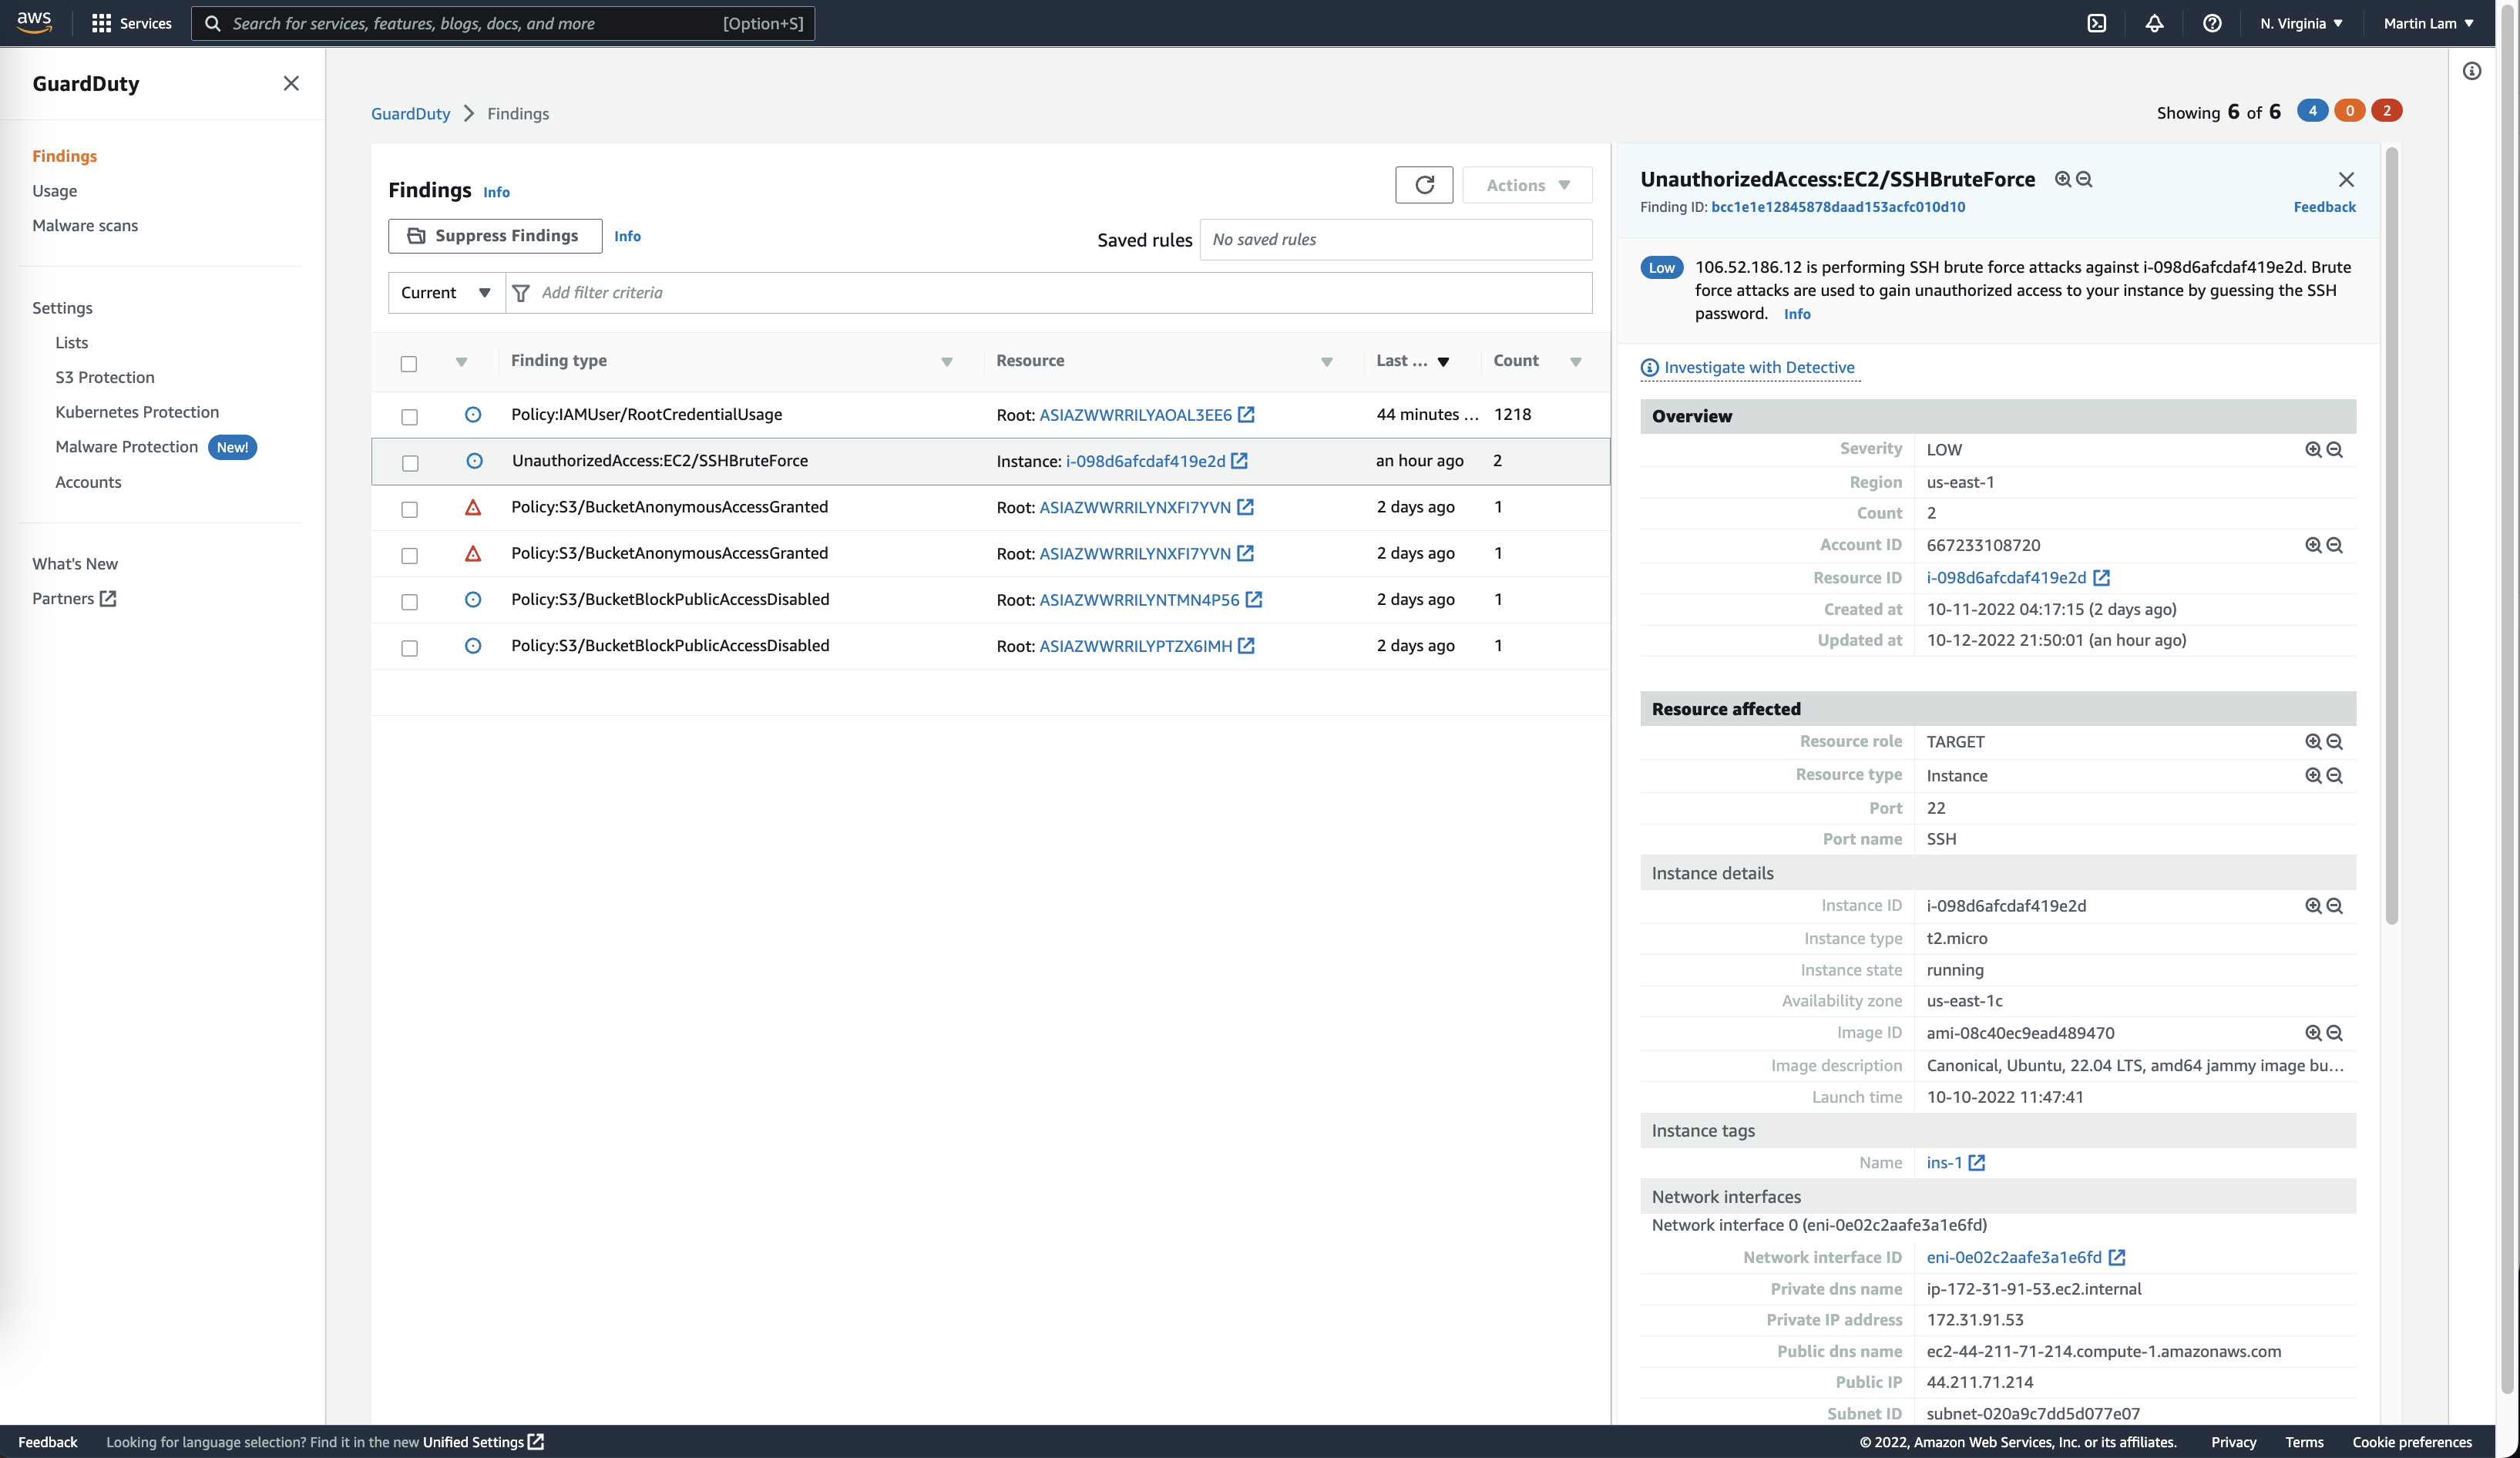 aws
Services
Search for services, features, blogs, docs, and more
[Option+S]
N. Virginia
Martin Lam
GuardDuty
Findings
Usage
Malware scans
Settings
Lists
S3 Protection
Kubernetes Protection
Malware Protection New!
Accounts
What's New
Partners
GuardDuty > Findings
Showing 6 of 6 4 0 2
Findings Info
Actions
Suppress Findings Info
Saved rules No saved rules
Current Add filter criteria
Finding type Resource Last ... Count
Policy:IAMUser/RootCredentialUsage Root: ASIAZWWRRILYAOAL3EE6 44 minutes ... 1218
UnauthorizedAccess:EC2/SSHBruteForce Instance: i-098d6afcdaf419e2d an hour ago 2
Policy:S3/BucketAnonymousAccessGranted Root: ASIAZWWRRILYNXFI7YVN 2 days ago 1
Policy:S3/BucketAnonymousAccessGranted Root: ASIAZWWRRILYNXFI7YVN 2 days ago 1
Policy:S3/BucketBlockPublicAccessDisabled Root: ASIAZWWRRILYNTMN4P56 2 days ago 1
Policy:S3/BucketBlockPublicAccessDisabled Root: ASIAZWWRRILYPTZX6IMH 2 days ago 1
UnauthorizedAccess:EC2/SSHBruteForce
Finding ID: bcc1e1e12845878daad153acfc010d10 Feedback
Low 106.52.186.12 is performing SSH brute force attacks against i-098d6afcdaf419e2d. Brute
force attacks are used to gain unauthorized access to your instance by guessing the SSH
password. Info
Investigate with Detective
Overview
Severity LOW
Region us-east-1
Count 2
Account ID 667233108720
Resource ID i-098d6afcdaf419e2d
Created at 10-11-2022 04:17:15 (2 days ago)
Updated at 10-12-2022 21:50:01 (an hour ago)
Resource affected
Resource role TARGET
Resource type Instance
Port 22
Port name SSH
Instance details
Instance ID i-098d6afcdaf419e2d
Instance type t2.micro
Instance state running
Availability zone us-east-1c
Image ID ami-08c40ec9ead489470
Image description Canonical, Ubuntu, 22.04 LTS, amd64 jammy image bu...
Launch time 10-10-2022 11:47:41
Instance tags
Name ins-1
Network interfaces
Network interface 0 (eni-0e02c2aafe3a1e6fd)
Network interface ID eni-0e02c2aafe3a1e6fd
Private dns name ip-172-31-91-53.ec2.internal
Private IP address 172.31.91.53
Public dns name ec2-44-211-71-214.compute-1.amazonaws.com
Public IP 44.211.71.214
Subnet ID subnet-020a9c7dd5d077e07
Feedback Looking for language selection? Find it in the new Unified Settings
© 2022, Amazon Web Services, Inc. or its affiliates. Privacy Terms Cookie preferences